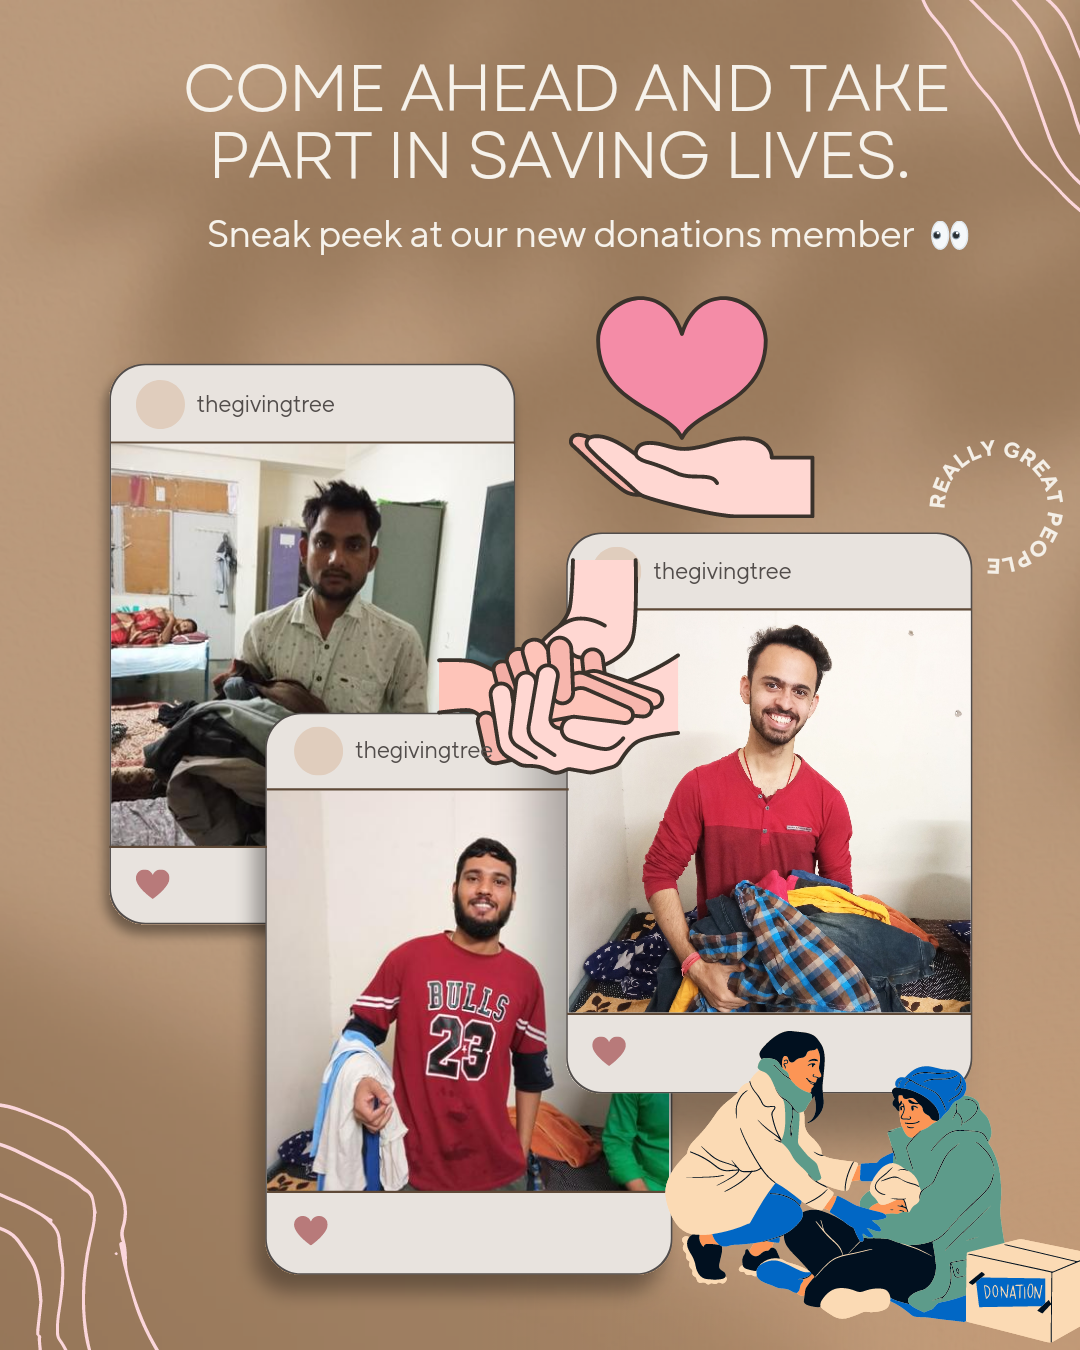 COME AHEAD AND TAKE
PART IN SAVING LIVES.
Sneak peek at our new donations member 👀
thegivingtree
REALLY GREAT PEOPLE
thegivingtree
thegivingtree
BULLS
23
DONATION